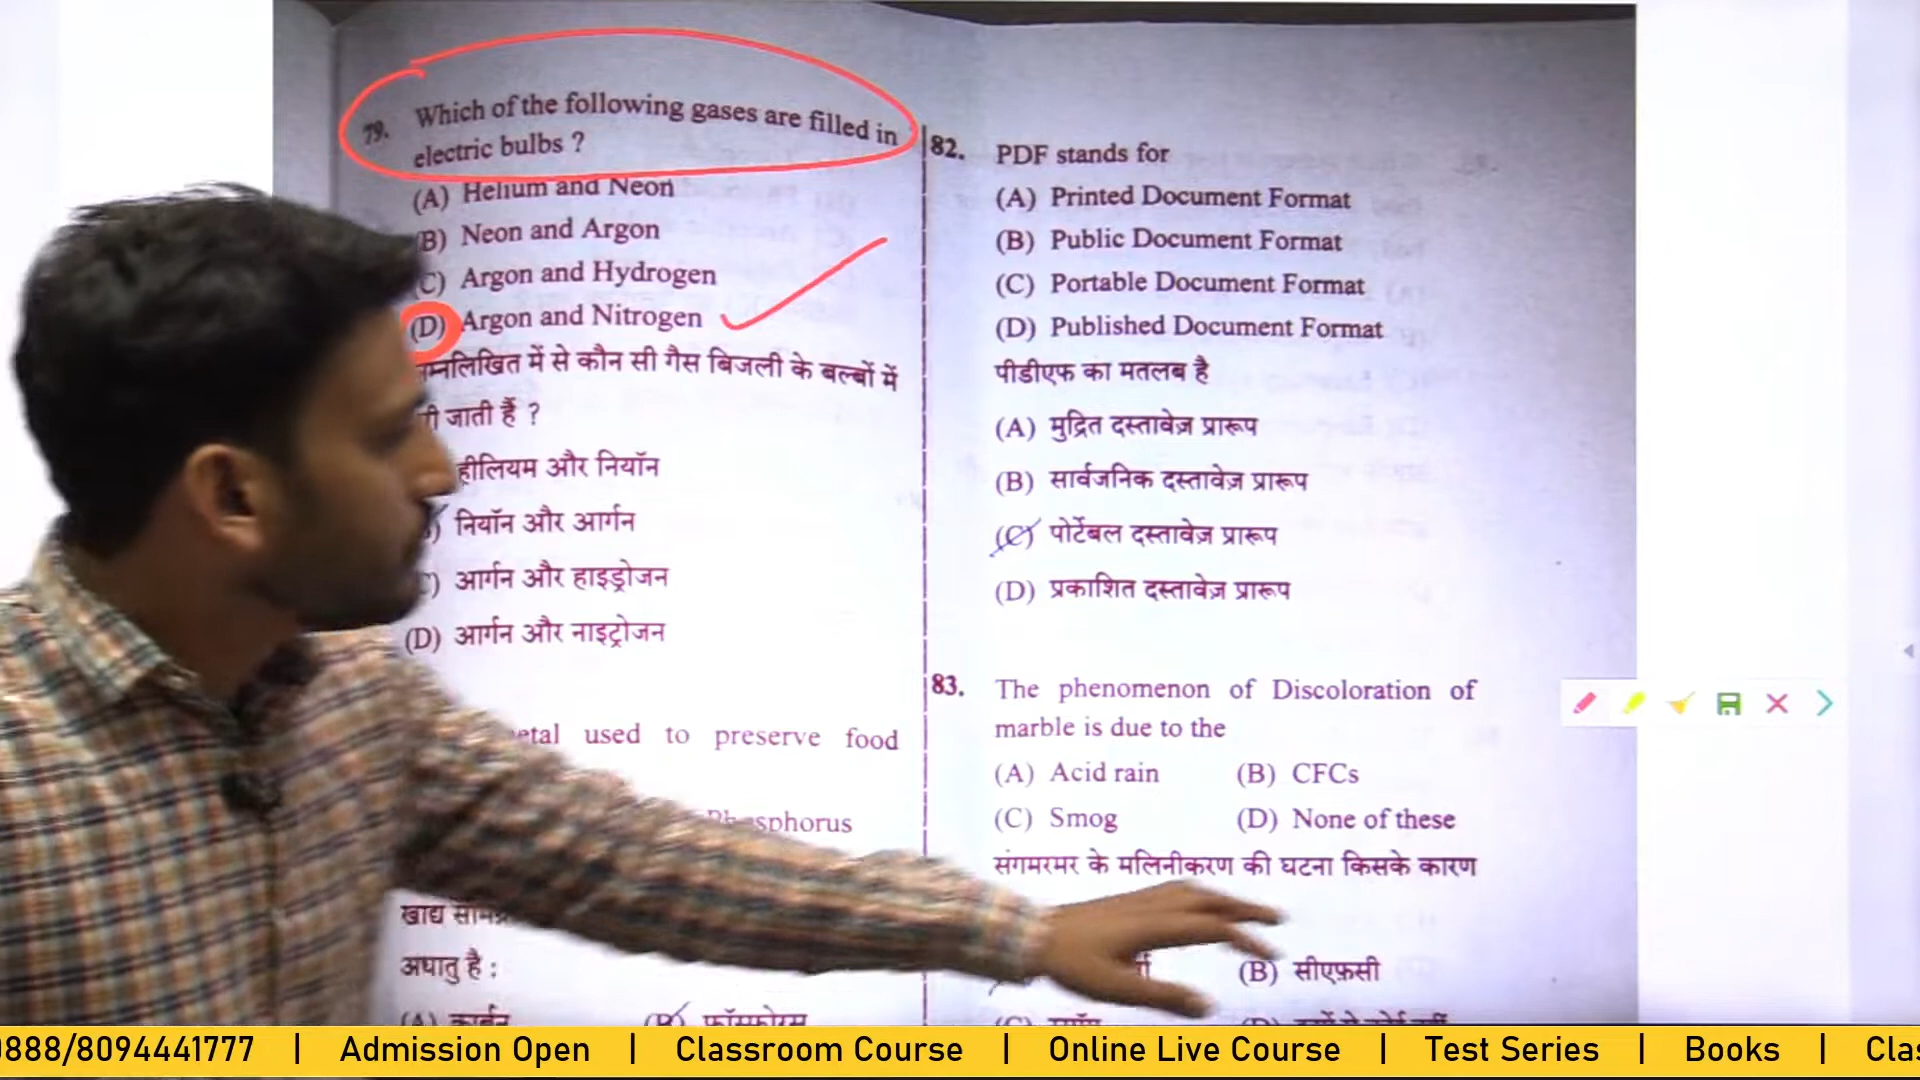 79. Which of the following gases are filled in
electric bulbs ?
(A) Helium and Neon
B) Neon and Argon
C) Argon and Hydrogen
(D) Argon and Nitrogen
में से कौन सी गैस बिजली के बल्बों में
जाती हैं ?
हीलियम और नियॉन
नियॉन और आर्गन
) आर्गन और हाइड्रोजन
(D) आर्गन और नाइट्रोजन
used to preserve food
खाद्य
अधातु है :
(A) कार्बन (B) फॉस्फोरस
82. PDF stands for
(A) Printed Document Format
(B) Public Document Format
(C) Portable Document Format
(D) Published Document Format
पीडीएफ का मतलब है
(A) मुद्रित दस्तावेज़ प्रारूप
(B) सार्वजनिक दस्तावेज़ प्रारूप
(C) पोर्टेबल दस्तावेज़ प्रारूप
(D) प्रकाशित दस्तावेज़ प्रारूप
83. The phenomenon of Discoloration of
marble is due to the
(A) Acid rain (B) CFCs
(C) Smog (D) None of these
संगमरमर के मलिनीकरण की घटना किसके कारण
(B) सीएफ़सी
0888/8094441777 | Admission Open | Classroom Course | Online Live Course | Test Series | Books |